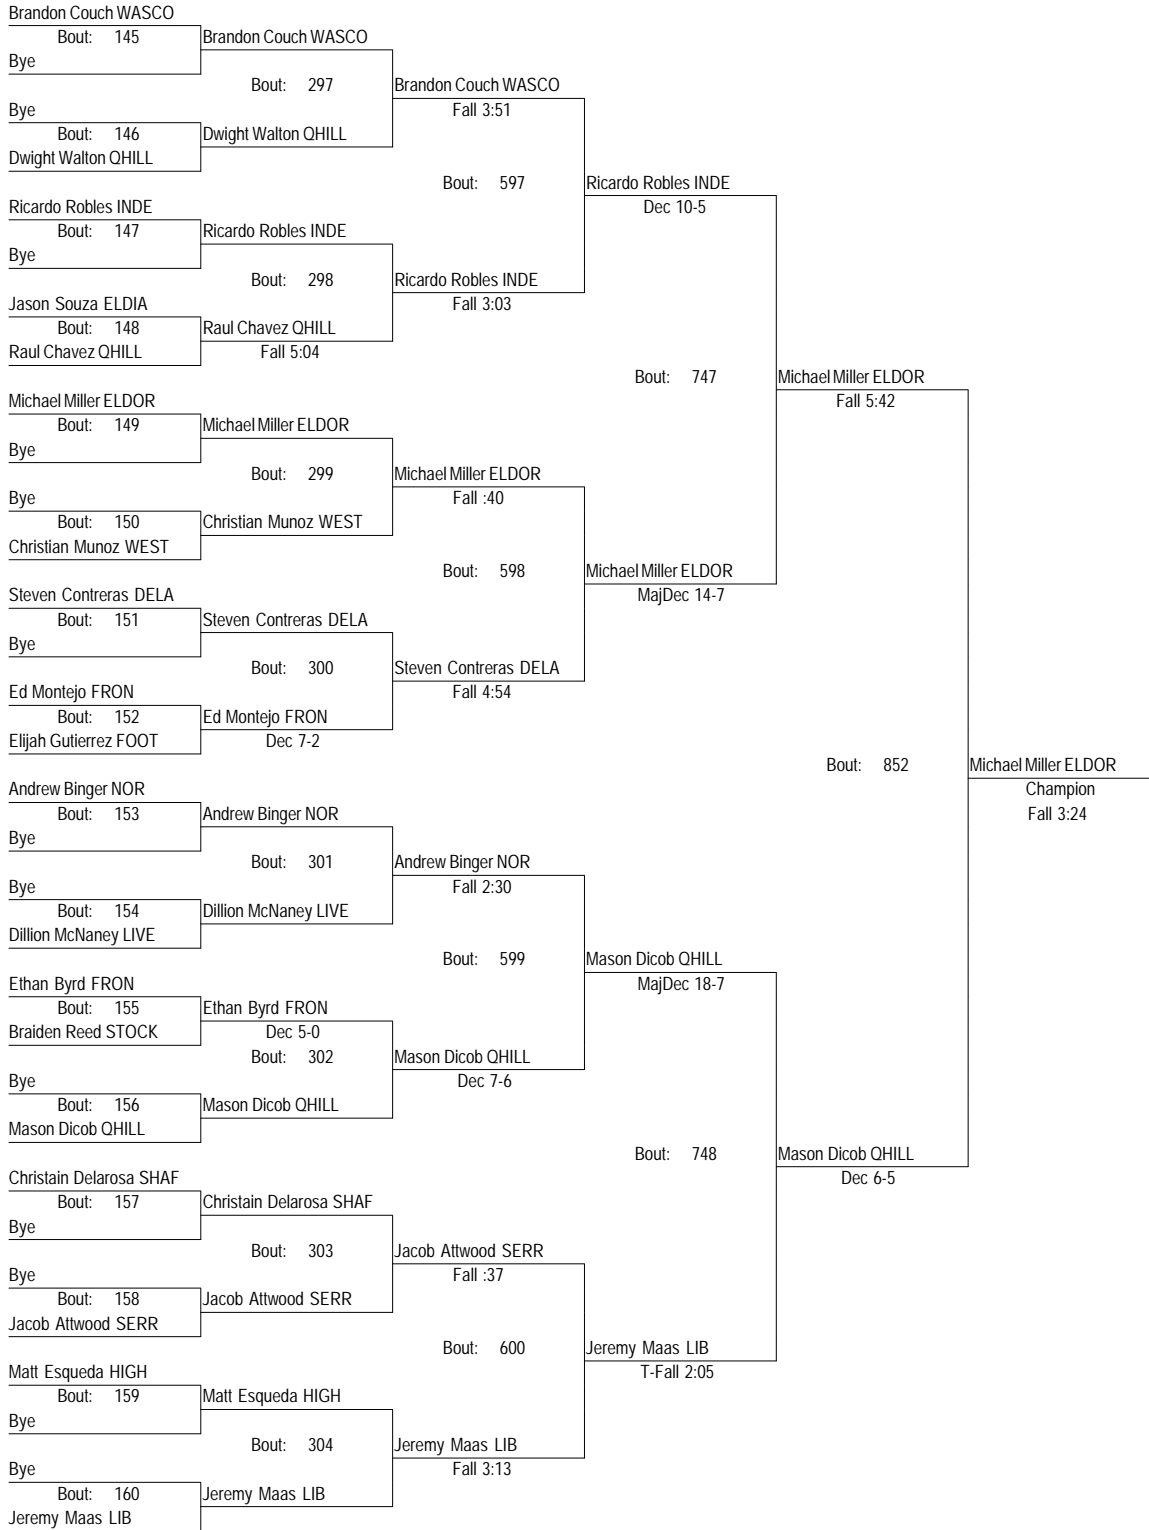 Brandon Couch WASCO
Bout: 145
Brandon Couch WASCO
Bye
Bout: 297
Brandon Couch WASCO
Bye
Fall 3:51
Bout: 146
Dwight Walton QHILL
Dwight Walton QHILL
Bout: 597
Ricardo Robles INDE
Ricardo Robles INDE
Dec 10-5
Bout: 147
Ricardo Robles INDE
Bye
Bout: 298
Ricardo Robles INDE
Jason Souza ELDIA
Fall 3:03
Bout: 148
Raul Chavez QHILL
Raul Chavez QHILL
Fall 5:04
Bout: 747
Michael Miller ELDOR
Michael Miller ELDOR
Fall 5:42
Bout: 149
Michael Miller ELDOR
Bye
Bout: 299
Michael Miller ELDOR
Bye
Fall :40
Bout: 150
Christian Munoz WEST
Christian Munoz WEST
Bout: 598
Michael Miller ELDOR
Steven Contreras DELA
MajDec 14-7
Bout: 151
Steven Contreras DELA
Bye
Bout: 300
Steven Contreras DELA
Ed Montejo FRON
Fall 4:54
Bout: 152
Ed Montejo FRON
Elijah Gutierrez FOOT
Dec 7-2
Bout: 852
Michael Miller ELDOR
Andrew Binger NOR
Champion
Bout: 153
Andrew Binger NOR
Fall 3:24
Bye
Bout: 301
Andrew Binger NOR
Bye
Fall 2:30
Bout: 154
Dillion McNaney LIVE
Dillion McNaney LIVE
Bout: 599
Mason Dicob QHILL
Ethan Byrd FRON
MajDec 18-7
Bout: 155
Ethan Byrd FRON
Braiden Reed STOCK
Dec 5-0
Bout: 302
Mason Dicob QHILL
Bye
Dec 7-6
Bout: 156
Mason Dicob QHILL
Mason Dicob QHILL
Bout: 748
Mason Dicob QHILL
Christain Delarosa SHAF
Dec 6-5
Bout: 157
Christain Delarosa SHAF
Bye
Bout: 303
Jacob Attwood SERR
Bye
Fall :37
Bout: 158
Jacob Attwood SERR
Jacob Attwood SERR
Bout: 600
Jeremy Maas LIB
Matt Esqueda HIGH
T-Fall 2:05
Bout: 159
Matt Esqueda HIGH
Bye
Bout: 304
Jeremy Maas LIB
Bye
Fall 3:13
Bout: 160
Jeremy Maas LIB
Jeremy Maas LIB